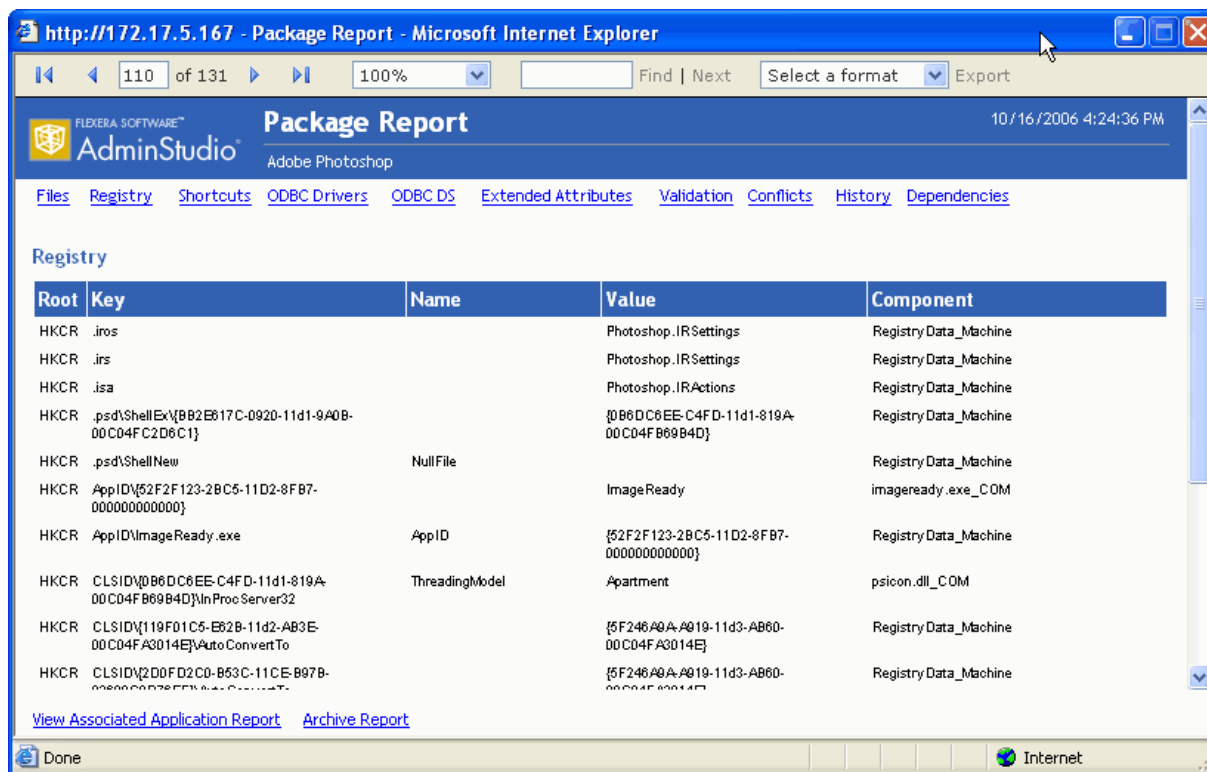 http://172.17.5.167 - Package Report - Microsoft Internet Explorer
110 of 131 100% Find | Next Select a format Export
FLEXERA SOFTWARE™
AdminStudio
Package Report
10/16/2006 4:24:36 PM
Adobe Photoshop
Files Registry Shortcuts ODBC Drivers ODBC DS Extended Attributes Validation Conflicts History Dependencies
Registry
Root Key Name Value Component
HKCR .iros Photoshop.IRSettings RegistryData_Machine
HKCR .irs Photoshop.IRSettings RegistryData_Machine
HKCR .isa Photoshop.IRActions RegistryData_Machine
HKCR .psd\ShellEx\{BB2E617C-0920-11d1-9A0B- {0B6DC6EE-C4FD-11d1-819A- RegistryData_Machine
00C04FC2D6C1} 00C04FB69B4D}
HKCR .psd\ShellNew NullFile RegistryData_Machine
HKCR AppID\{52F2F123-2BC5-11D2-8FB7- ImageReady imageready.exe_COM
000000000000}
HKCR AppID\ImageReady.exe AppID {52F2F123-2BC5-11D2-8FB7- RegistryData_Machine
000000000000}
HKCR CLSID\{0B6DC6EE-C4FD-11d1-819A- ThreadingModel Apartment psicon.dll_COM
00C04FB69B4D}\InProcServer32
HKCR CLSID\{119F01C5-E62B-11d2-AB3E- {5F246A9A-A919-11d3-AB60- RegistryData_Machine
00C04FA3014E}\AutoConvertTo 00C04FA3014E}
HKCR CLSID\{2D0FD2C0-B53C-11CE-B97B- {5F246A9A-A919-11d3-AB60- RegistryData_Machine
View Associated Application Report Archive Report
Done Internet